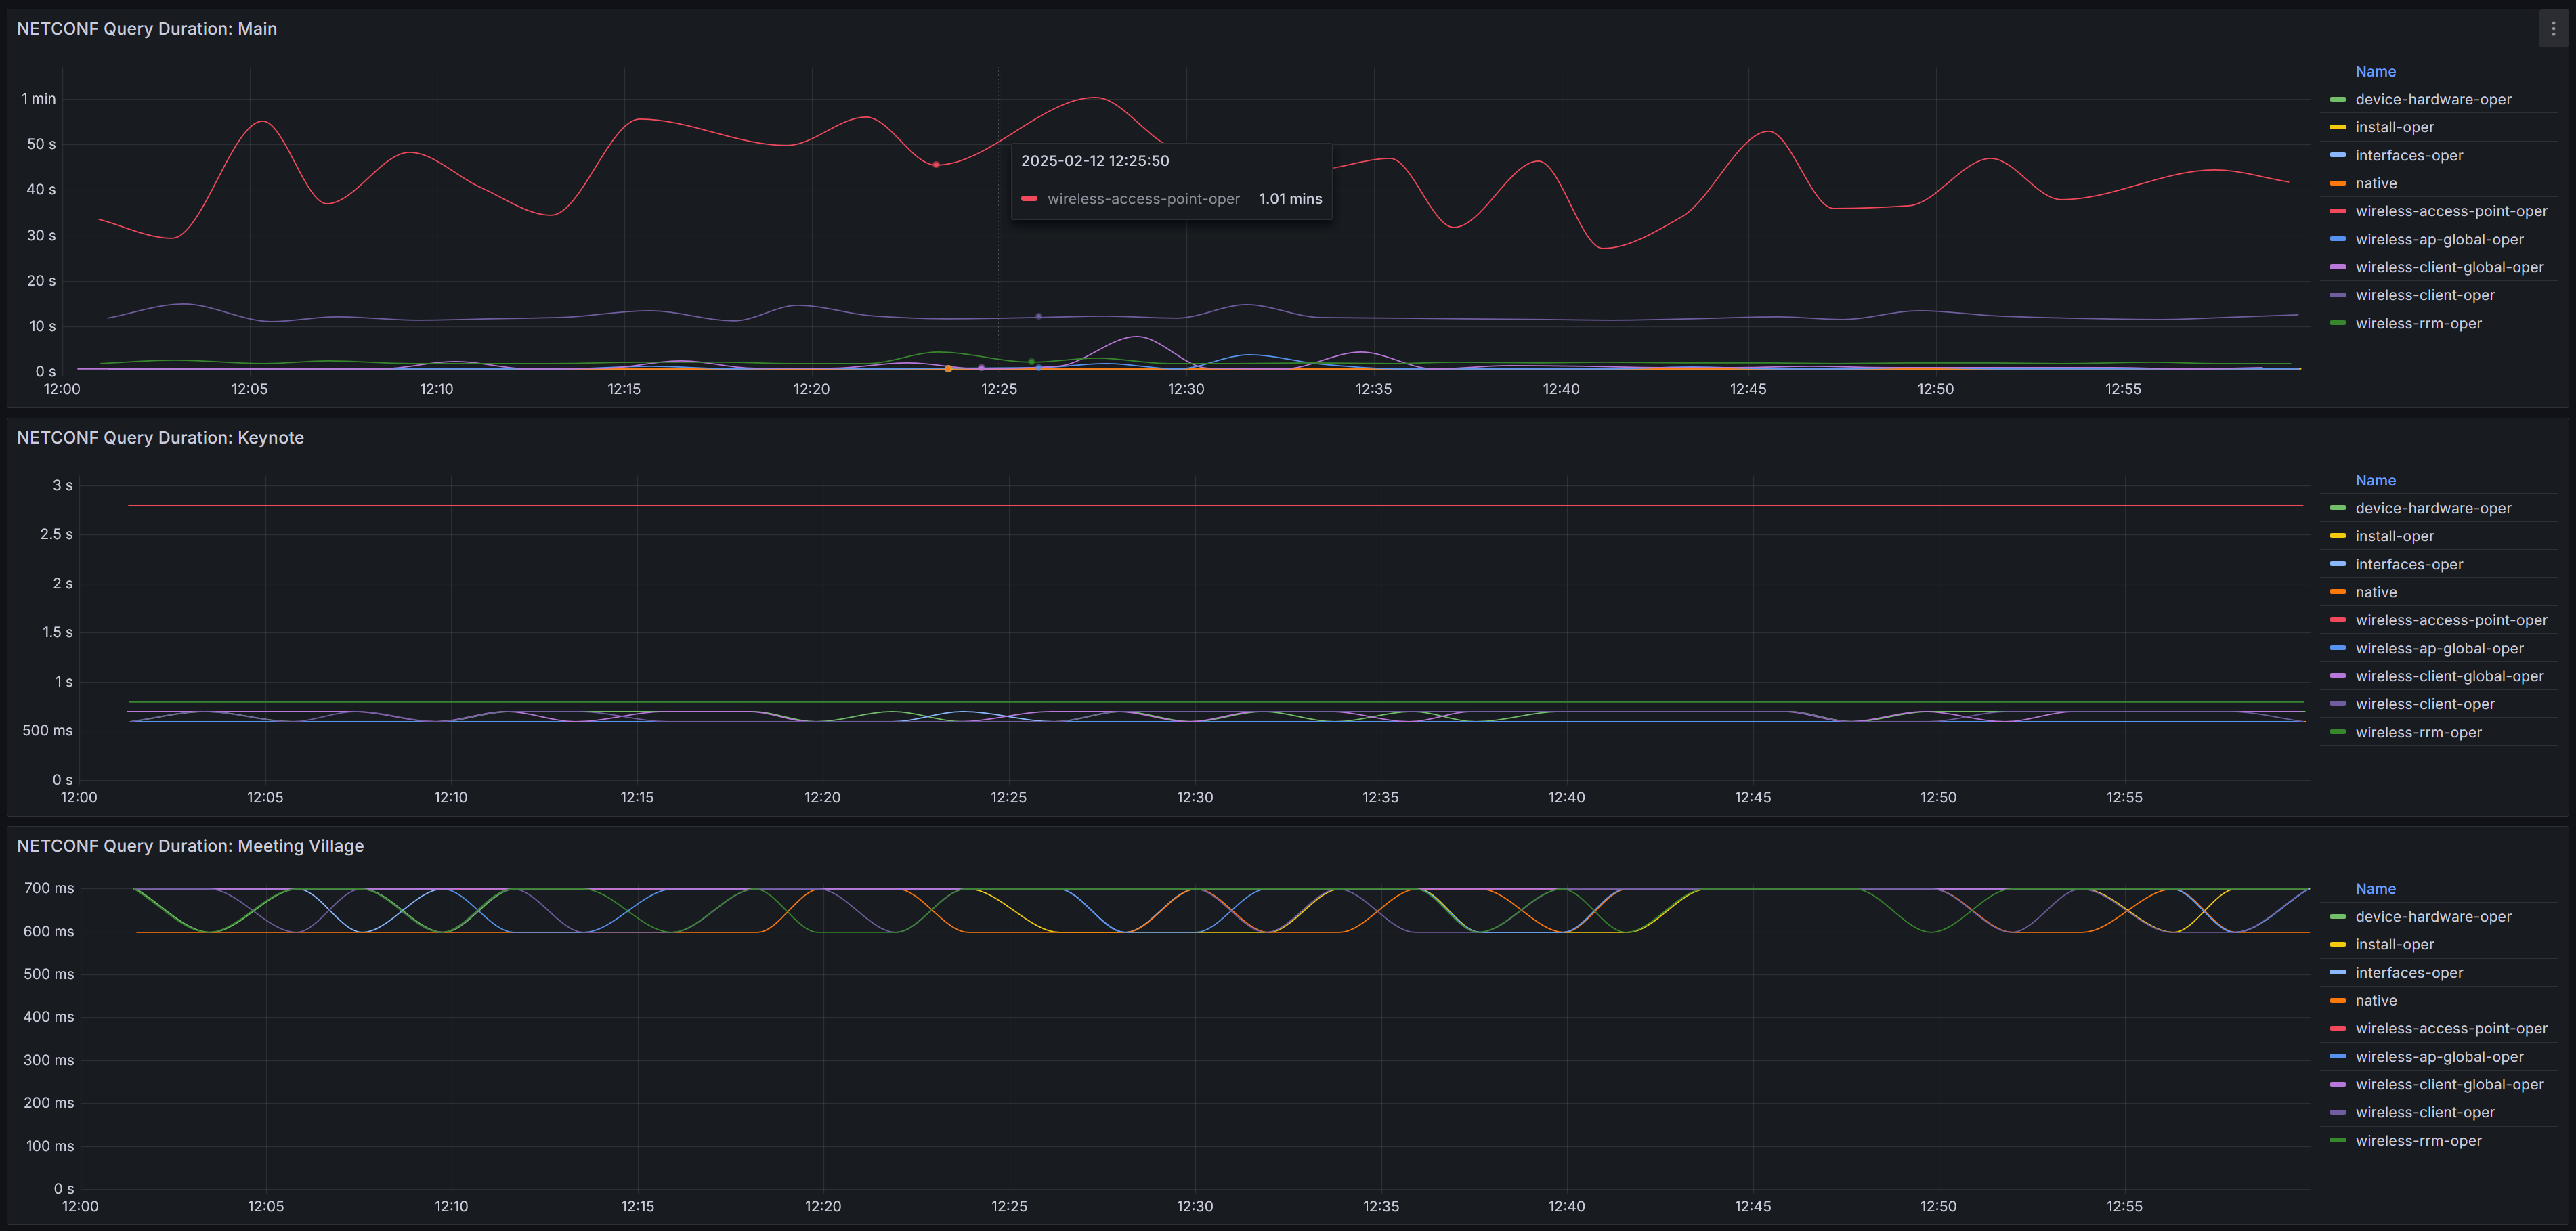 NETCONF Query Duration: Main
Name
1 min
device-hardware-oper
install-oper
50 s
interfaces-oper
2025-02-12 12:25:50
40 s
native
wireless-access-point-oper 1.01 mins
wireless-access-point-oper
30 s
wireless-ap-global-oper
wireless-client-global-oper
20 s
wireless-client-oper
10 s
wireless-rrm-oper
0 s
12:00 12:05 12:10 12:15 12:20 12:25 12:30 12:35 12:40 12:45 12:50 12:55
NETCONF Query Duration: Keynote
Name
3 s
device-hardware-oper
2.5 s
install-oper
interfaces-oper
2 s
native
wireless-access-point-oper
1.5 s
wireless-ap-global-oper
wireless-client-global-oper
1 s
wireless-client-oper
500 ms
wireless-rrm-oper
0 s
12:00 12:05 12:10 12:15 12:20 12:25 12:30 12:35 12:40 12:45 12:50 12:55
NETCONF Query Duration: Meeting Village
700 ms
Name
device-hardware-oper
600 ms
install-oper
500 ms
interfaces-oper
native
400 ms
wireless-access-point-oper
300 ms
wireless-ap-global-oper
wireless-client-global-oper
200 ms
wireless-client-oper
100 ms
wireless-rrm-oper
0 s
12:00 12:05 12:10 12:15 12:20 12:25 12:30 12:35 12:40 12:45 12:50 12:55